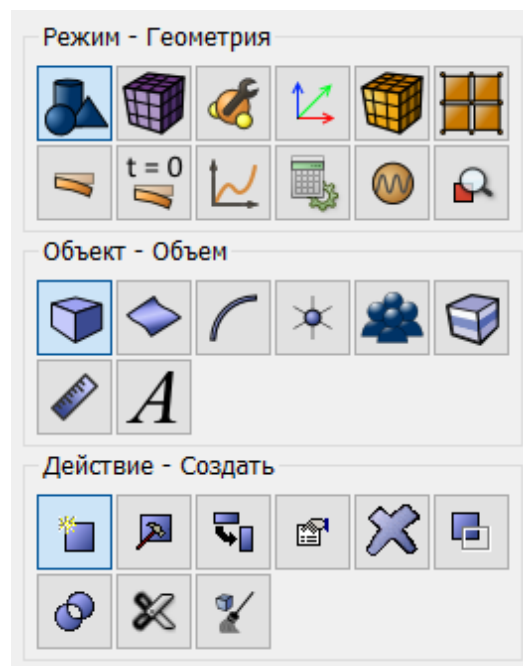 Режим - Геометрия
t = 0
Объект - Объем
A
Действие - Создать